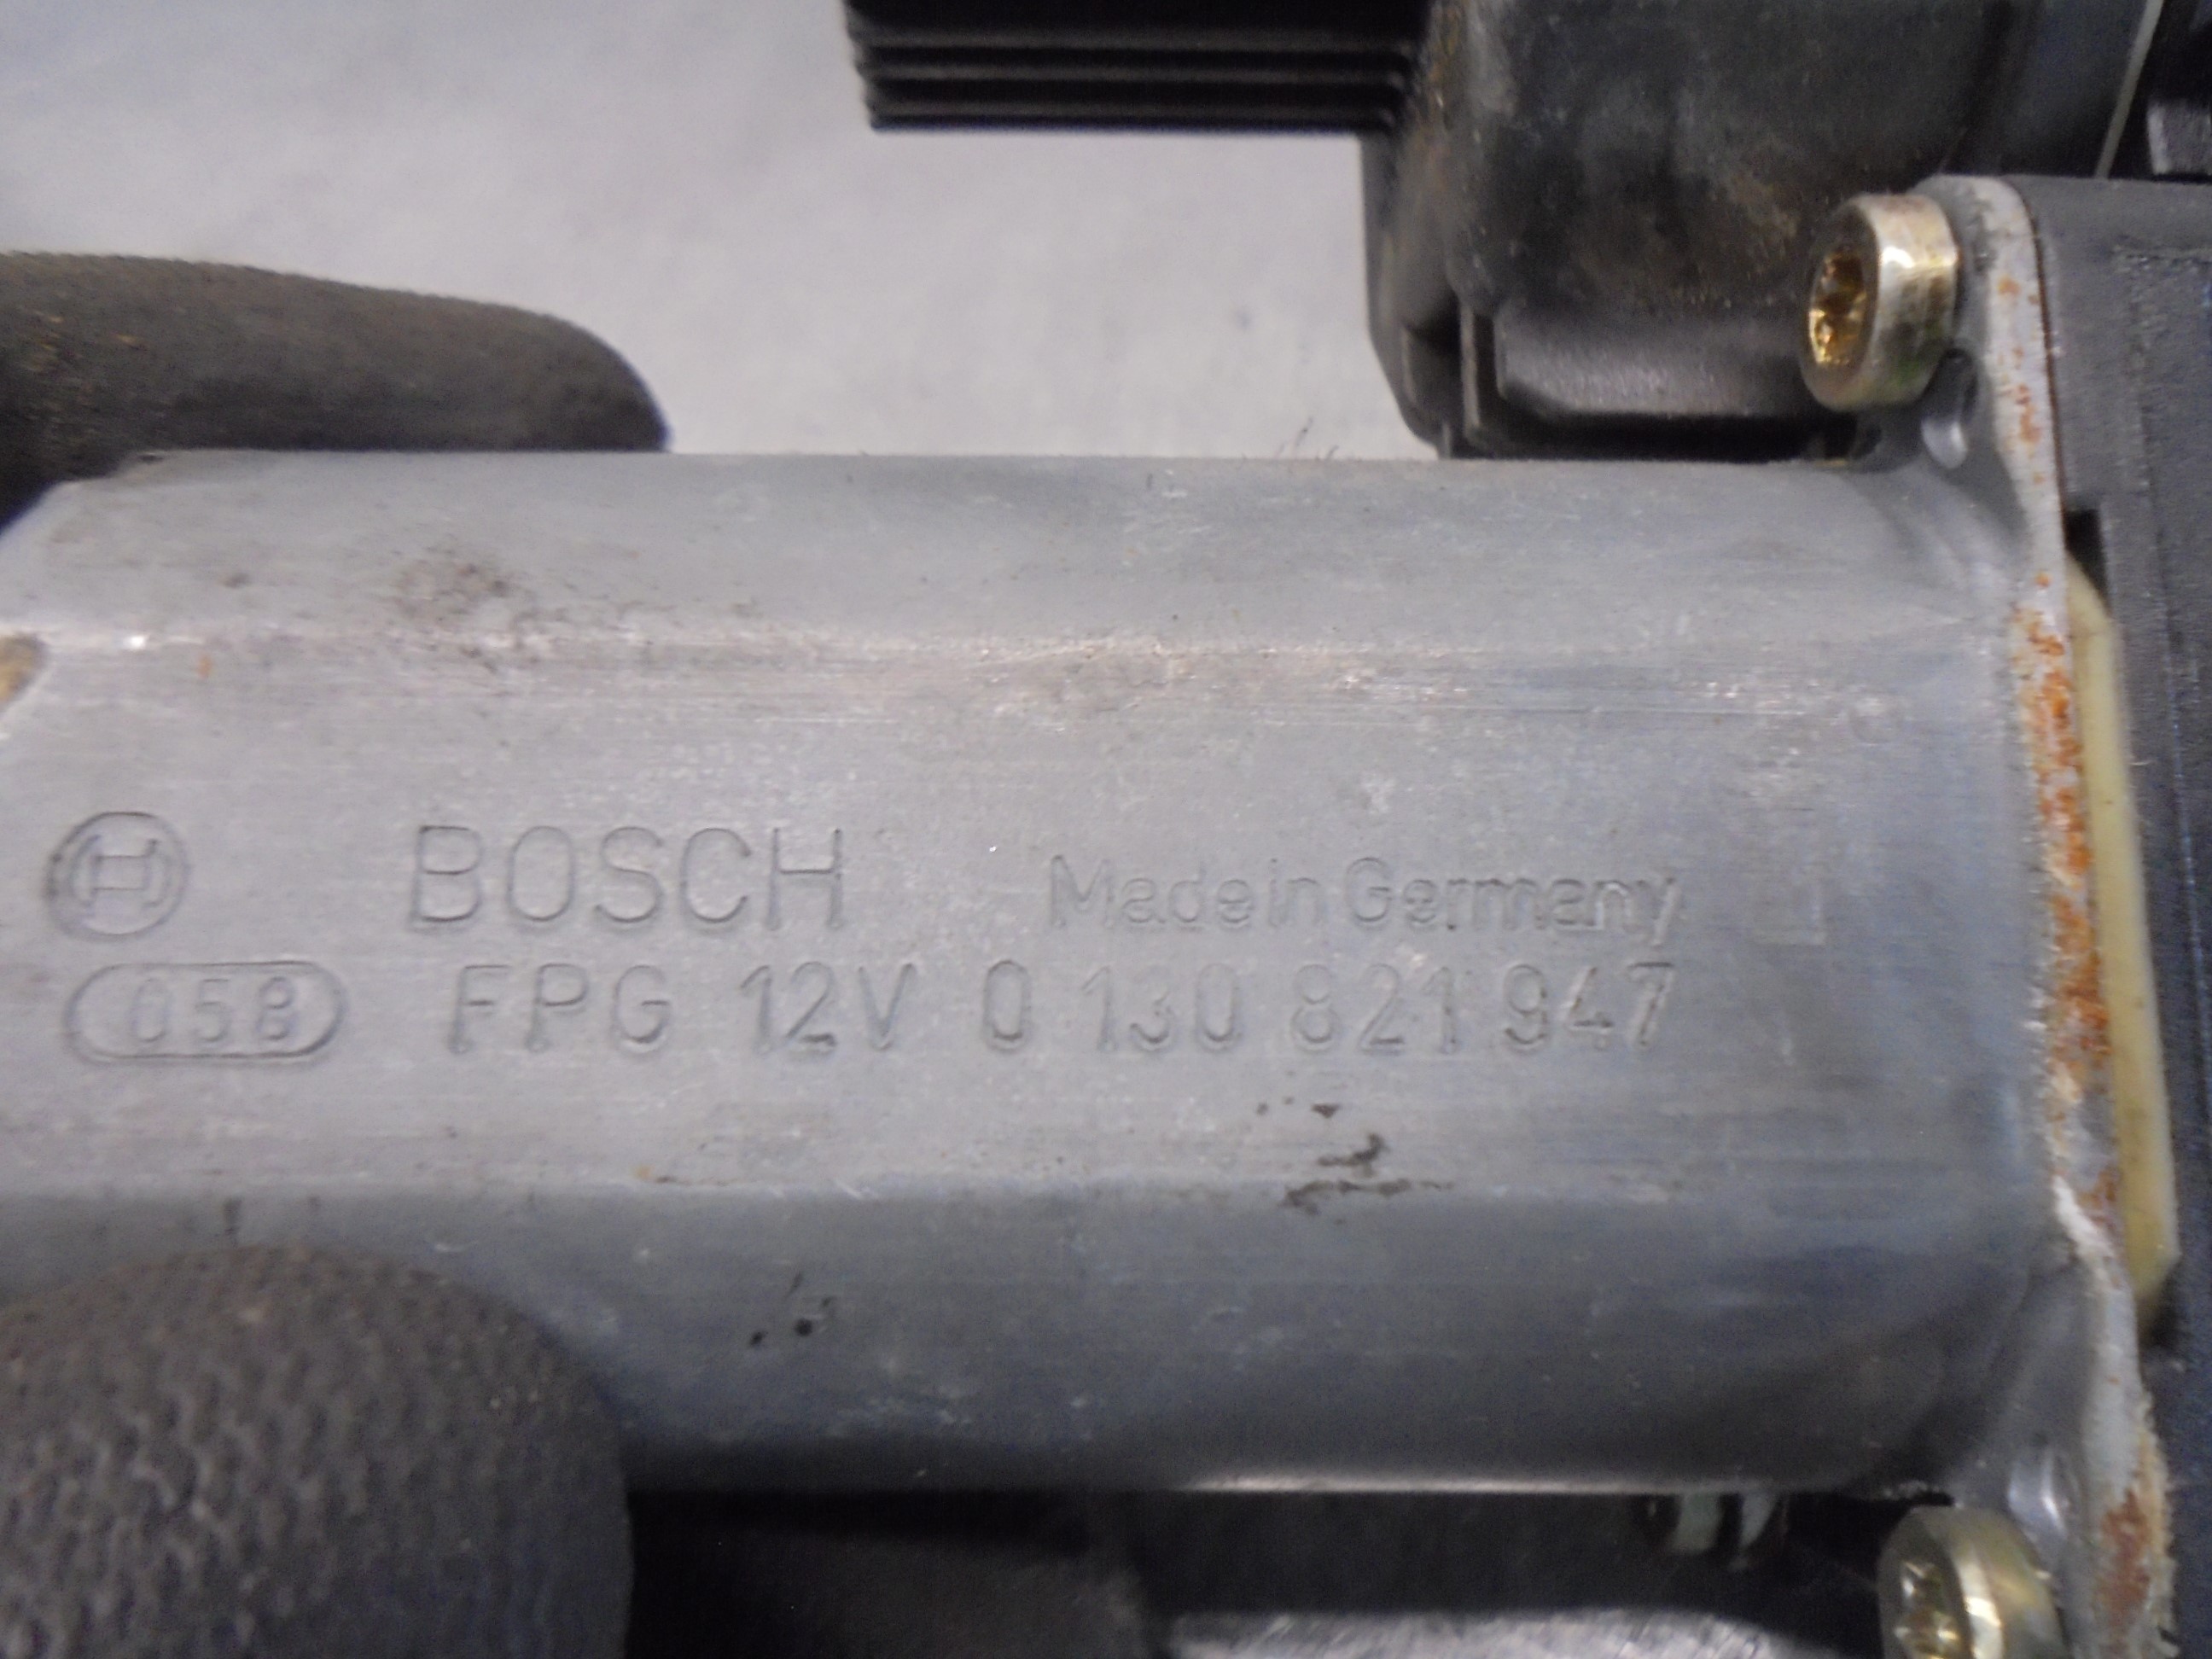 BOSCH Made in Germany
058 FPG 12V 0 130 821 947